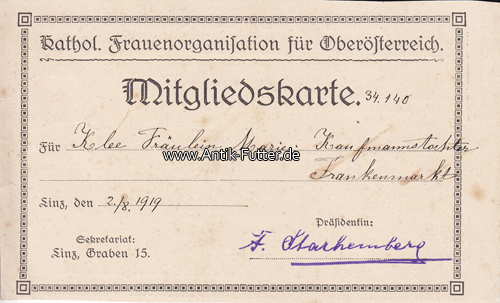 Kathol. Frauenorganisation für Oberösterreich.
Mitgliedskarte. 34.140
Für Klee Fräulein Marie, Kaufmannstochter
www.Antik-Futter.de
Frankenmarkt
Linz, den 2./8. 1919
Präsidentin:
Sekretariat:
Linz, Graben 15.
F. Starhemberg